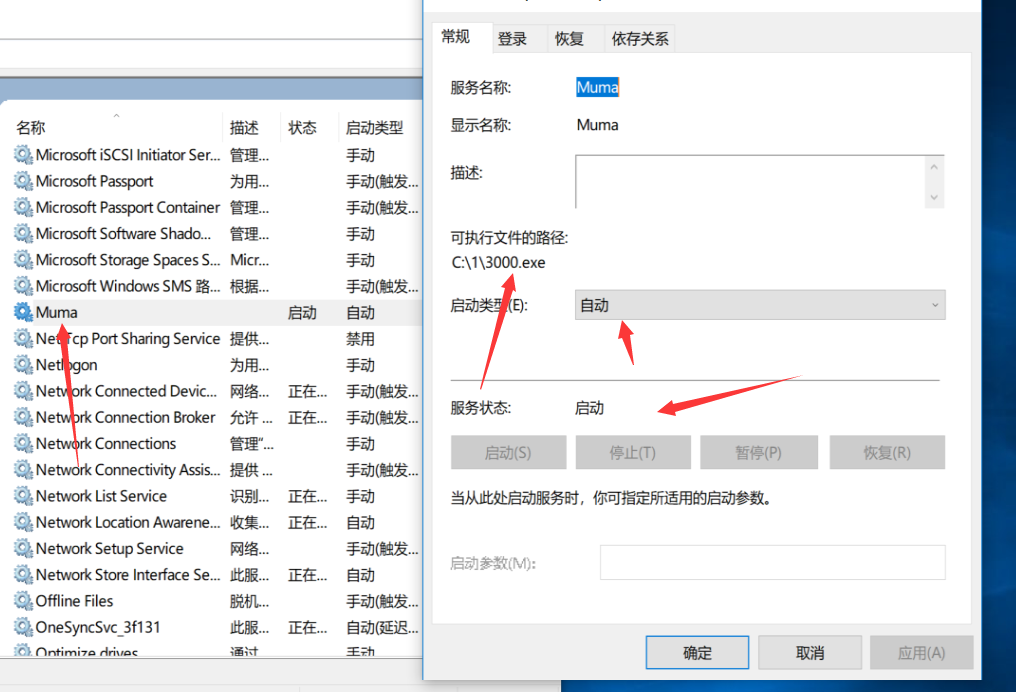 名称 描述 状态 启动类型
Microsoft iSCSI Initiator Ser... 管理... 手动
Microsoft Passport 为用... 手动(触发...
Microsoft Passport Container 管理... 手动(触发...
Microsoft Software Shado... 管理... 手动
Microsoft Storage Spaces S... Micr... 手动
Microsoft Windows SMS 路... 根据... 手动(触发...
Muma 启动 自动
Net.Tcp Port Sharing Service 提供... 禁用
Netlogon 为用... 手动
Network Connected Devic... 网络... 正在... 手动(触发...
Network Connection Broker 允许 ... 正在... 手动(触发...
Network Connections 管理“... 手动
Network Connectivity Assis... 提供 ... 手动(触发...
Network List Service 识别... 正在... 手动
Network Location Awarene... 收集... 正在... 自动
Network Setup Service 网络... 手动(触发...
Network Store Interface Se... 此服... 正在... 自动
Offline Files 脱机... 手动(触发...
OneSyncSvc_3f131 此服... 正在... 自动(延迟...
Optimize drives 通过 手动
常规 登录 恢复 依存关系
服务名称: Muma
显示名称: Muma
描述:
可执行文件的路径:
C:\1\3000.exe
启动类型(E): 自动
服务状态: 启动
启动(S) 停止(T) 暂停(P) 恢复(R)
当从此处启动服务时，你可指定所适用的启动参数。
启动参数(M):
确定 取消 应用(A)